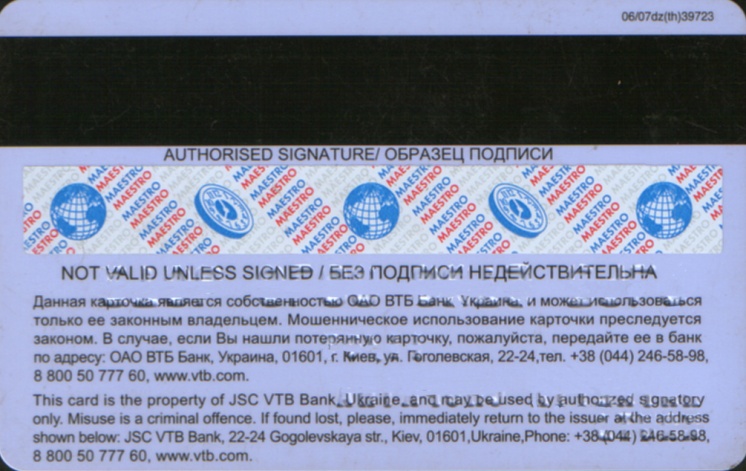 06/07dz(th)39723
AUTHORISED SIGNATURE/ ОБРАЗЕЦ ПОДПИСИ
MAESTRO MAESTRO MAESTRO MAESTRO MAESTRO
NOT VALID UNLESS SIGNED / БЕЗ ПОДПИСИ НЕДЕЙСТВИТЕЛЬНА
Данная карточка является собственностью ОАО ВТБ Банк, Украина, и может использоваться
только ее законным владельцем. Мошенническое использование карточки преследуется
законом. В случае, если Вы нашли потерянную карточку, пожалуйста, передайте ее в банк
по адресу: ОАО ВТБ Банк, Украина, 01601, г. Киев, ул. Гоголевская, 22-24,тел. +38 (044) 246-58-98,
8 800 50 777 60, www.vtb.com.
This card is the property of JSC VTB Bank, Ukraine, and may be used by authorized signetory
only. Misuse is a criminal offence. If found lost, please, immediately return to the issuer at the address
shown below: JSC VTB Bank, 22-24 Gogolevskaya str., Kiev, 01601,Ukraine,Phone: +38 (044) 246-58-98,
8 800 50 777 60, www.vtb.com.